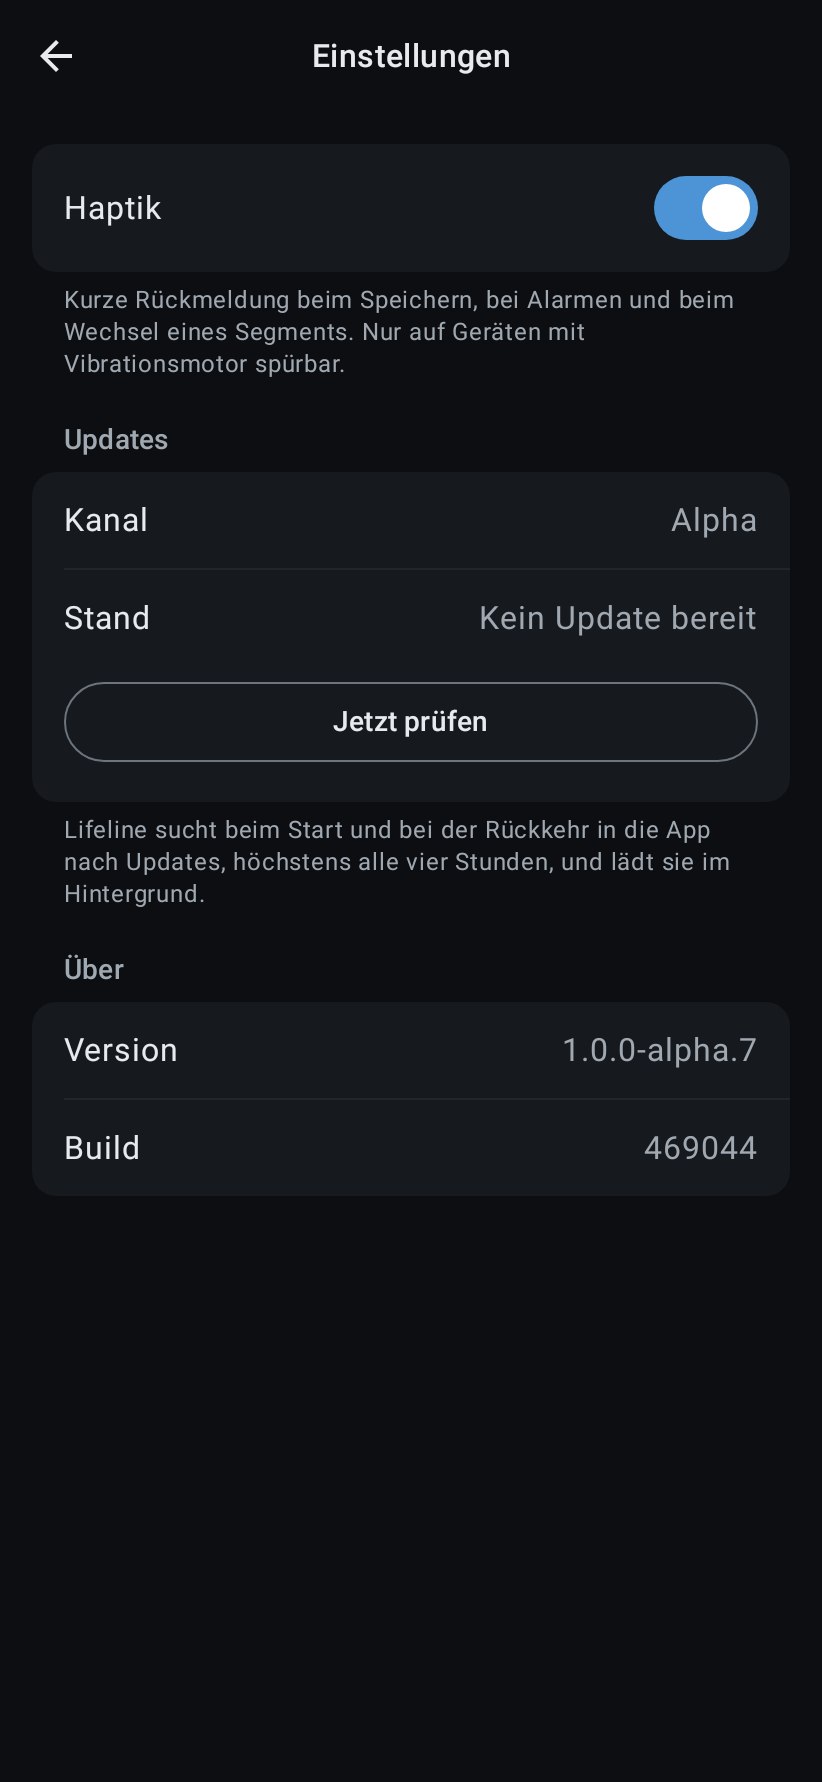 Einstellungen
Haptik
Kurze Rückmeldung beim Speichern, bei Alarmen und beim
Wechsel eines Segments. Nur auf Geräten mit
Vibrationsmotor spürbar.
Updates
Kanal Alpha
Stand Kein Update bereit
Jetzt prüfen
Lifeline sucht beim Start und bei der Rückkehr in die App
nach Updates, höchstens alle vier Stunden, und lädt sie im
Hintergrund.
Über
Version 1.0.0-alpha.7
Build 469044